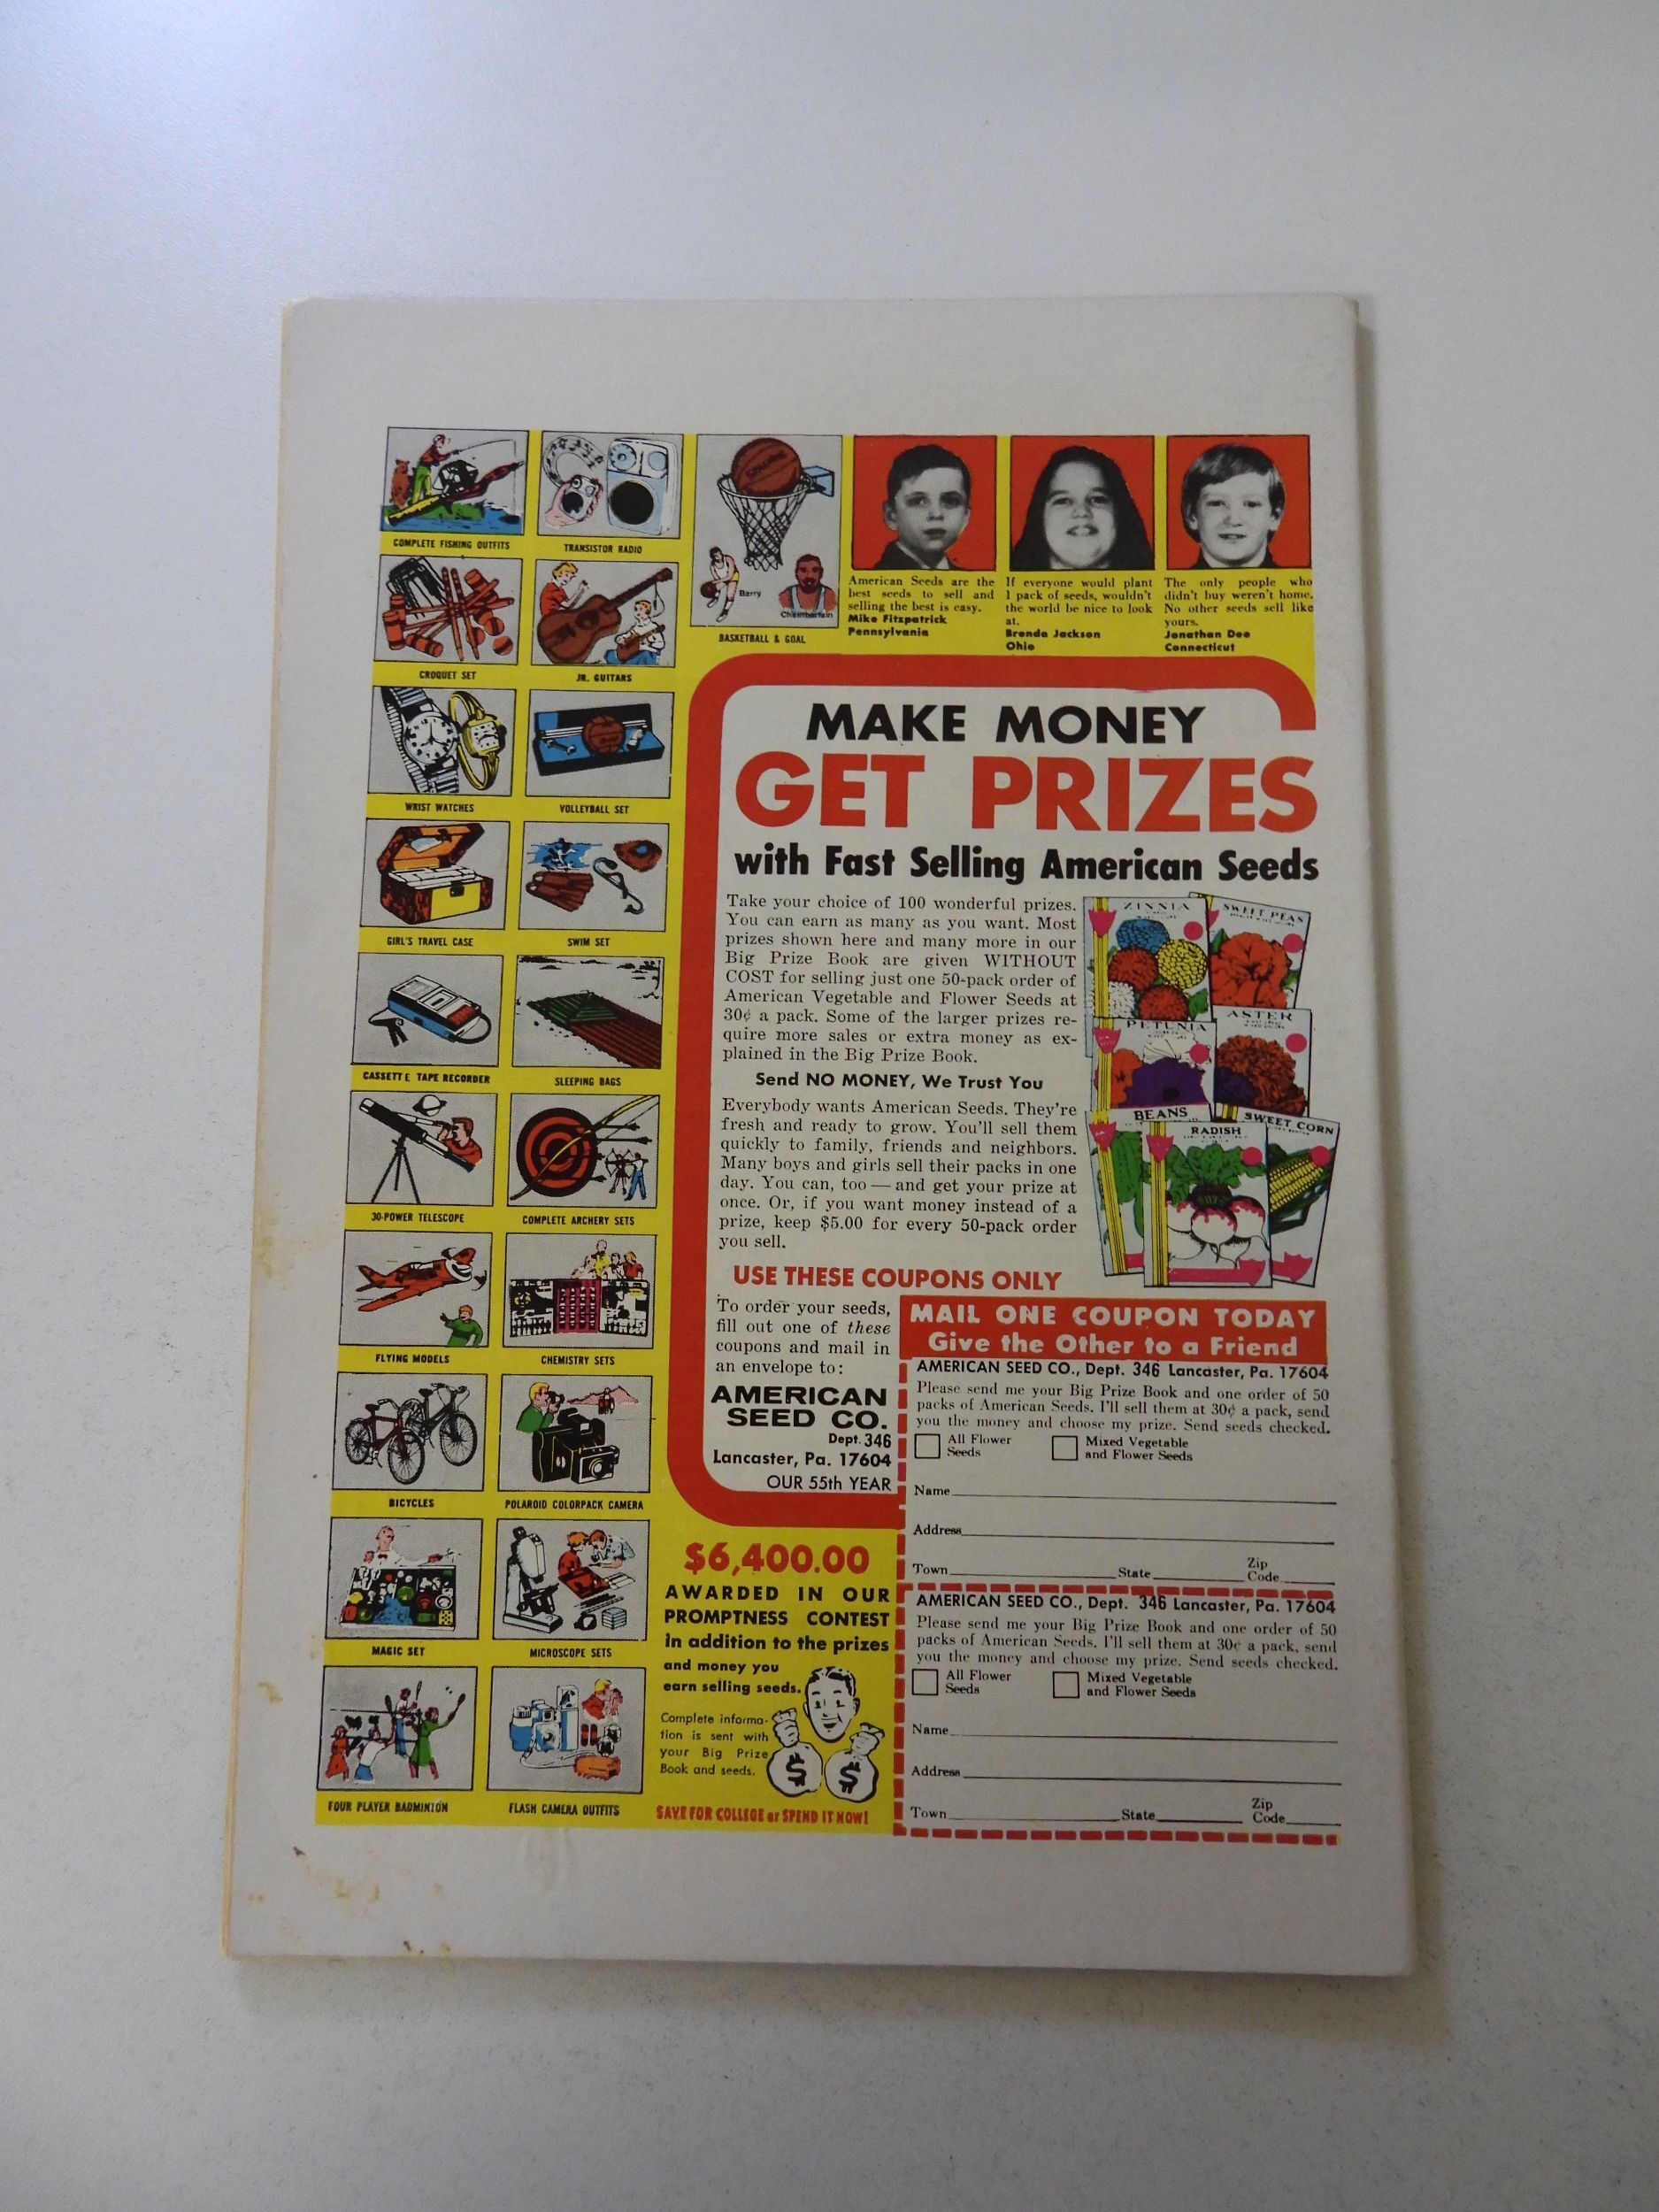 COMPLETE FISHING OUTFITS
TRANSISTOR RADIO
CROQUET SET
JR. GUITARS
SPALDING
Barry
Chamberlain
BASKETBALL & GOAL
WRIST WATCHES
VOLLEYBALL SET
GIRL'S TRAVEL CASE
SWIM SET
CASSETTE TAPE RECORDER
SLEEPING BAGS
30-POWER TELESCOPE
COMPLETE ARCHERY SETS
FLYING MODELS
CHEMISTRY SETS
BICYCLES
POLAROID COLORPACK CAMERA
MAGIC SET
MICROSCOPE SETS
FOUR PLAYER BADMINION
FLASH CAMERA OUTFITS
American Seeds are the
best seeds to sell and
selling the best is easy.
Mike Fitzpatrick
Pennsylvania
If everyone would plant
1 pack of seeds, wouldn't
the world be nice to look
at.
Brenda Jackson
Ohio
The only people who
didn't buy weren't home.
No other seeds sell like
yours.
Jonathan Dee
Connecticut
MAKE MONEY
GET PRIZES
with Fast Selling American Seeds
Take your choice of 100 wonderful prizes.
You can earn as many as you want. Most
prizes shown here and many more in our
Big Prize Book are given WITHOUT
COST for selling just one 50-pack order of
American Vegetable and Flower Seeds at
30¢ a pack. Some of the larger prizes re-
quire more sales or extra money as ex-
plained in the Big Prize Book.
Send NO MONEY, We Trust You
Everybody wants American Seeds. They're
fresh and ready to grow. You'll sell them
quickly to family, friends and neighbors.
Many boys and girls sell their packs in one
day. You can, too — and get your prize at
once. Or, if you want money instead of a
prize, keep $5.00 for every 50-pack order
you sell.
ZINNIA
SWEET PEAS
PETUNIA
ASTER
BEANS
RADISH
SWEET CORN
USE THESE COUPONS ONLY
To order your seeds,
fill out one of these
coupons and mail in
an envelope to:
AMERICAN
SEED CO.
Dept. 346
Lancaster, Pa. 17604
OUR 55th YEAR
$6,400.00
AWARDED IN OUR
PROMPTNESS CONTEST
in addition to the prizes
and money you
earn selling seeds.
Complete informa-
tion is sent with
your Big Prize
Book and seeds.
$ $
SAVE FOR COLLEGE or SPEND IT NOW!
MAIL ONE COUPON TODAY
Give the Other to a Friend
AMERICAN SEED CO., Dept. 346 Lancaster, Pa. 17604
Please send me your Big Prize Book and one order of 50
packs of American Seeds. I'll sell them at 30¢ a pack, send
you the money and choose my prize. Send seeds checked.
All Flower Seeds
Mixed Vegetable and Flower Seeds
Name
Address
Town State Zip Code
AMERICAN SEED CO., Dept. 346 Lancaster, Pa. 17604
Please send me your Big Prize Book and one order of 50
packs of American Seeds. I'll sell them at 30¢ a pack, send
you the money and choose my prize. Send seeds checked.
All Flower Seeds
Mixed Vegetable and Flower Seeds
Name
Address
Town State Zip Code